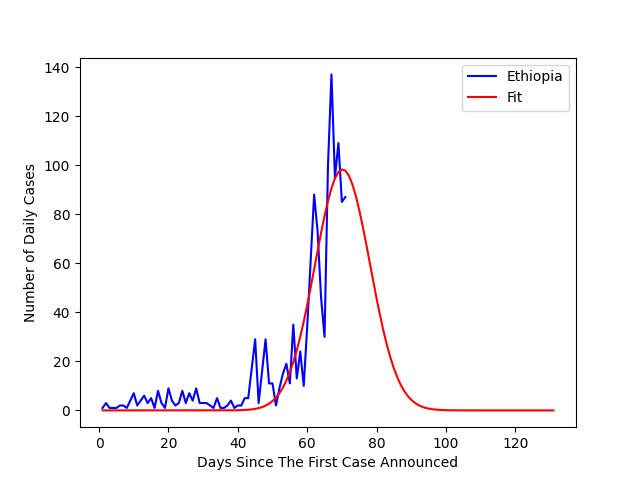 140
120
100
80
60
40
20
0
Number of Daily Cases
Ethiopia
Fit
0 20 40 60 80 100 120
Days Since The First Case Announced